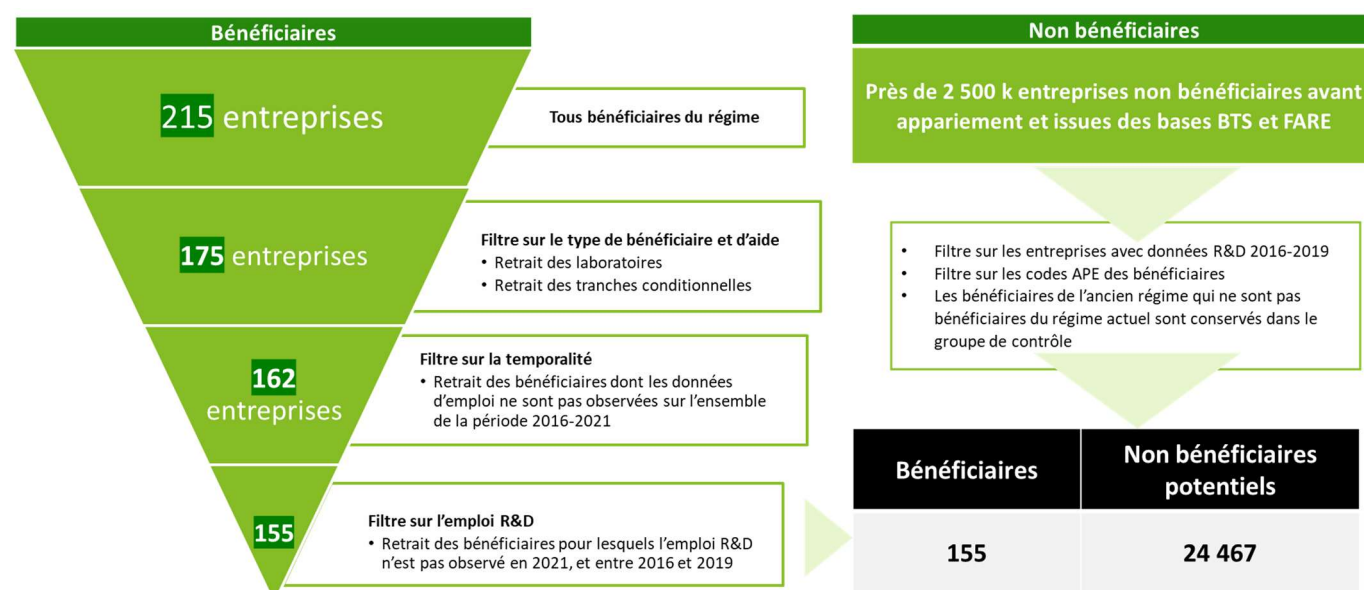 Bénéficiaires
215 entreprises
Tous bénéficiaires du régime
175 entreprises
Filtre sur le type de bénéficiaire et d'aide
• Retrait des laboratoires
• Retrait des tranches conditionnelles
162
entreprises
Filtre sur la temporalité
• Retrait des bénéficiaires dont les données
d'emploi ne sont pas observées sur l'ensemble
de la période 2016-2021
155
Filtre sur l'emploi R&D
• Retrait des bénéficiaires pour lesquels l'emploi R&D
n'est pas observé en 2021, et entre 2016 et 2019
Non bénéficiaires
Près de 2 500 k entreprises non bénéficiaires avant
appariement et issues des bases BTS et FARE
• Filtre sur les entreprises avec données R&D 2016-2019
• Filtre sur les codes APE des bénéficiaires
• Les bénéficiaires de l'ancien régime qui ne sont pas
bénéficiaires du régime actuel sont conservés dans le
groupe de contrôle
Bénéficiaires
Non bénéficiaires
potentiels
155
24 467